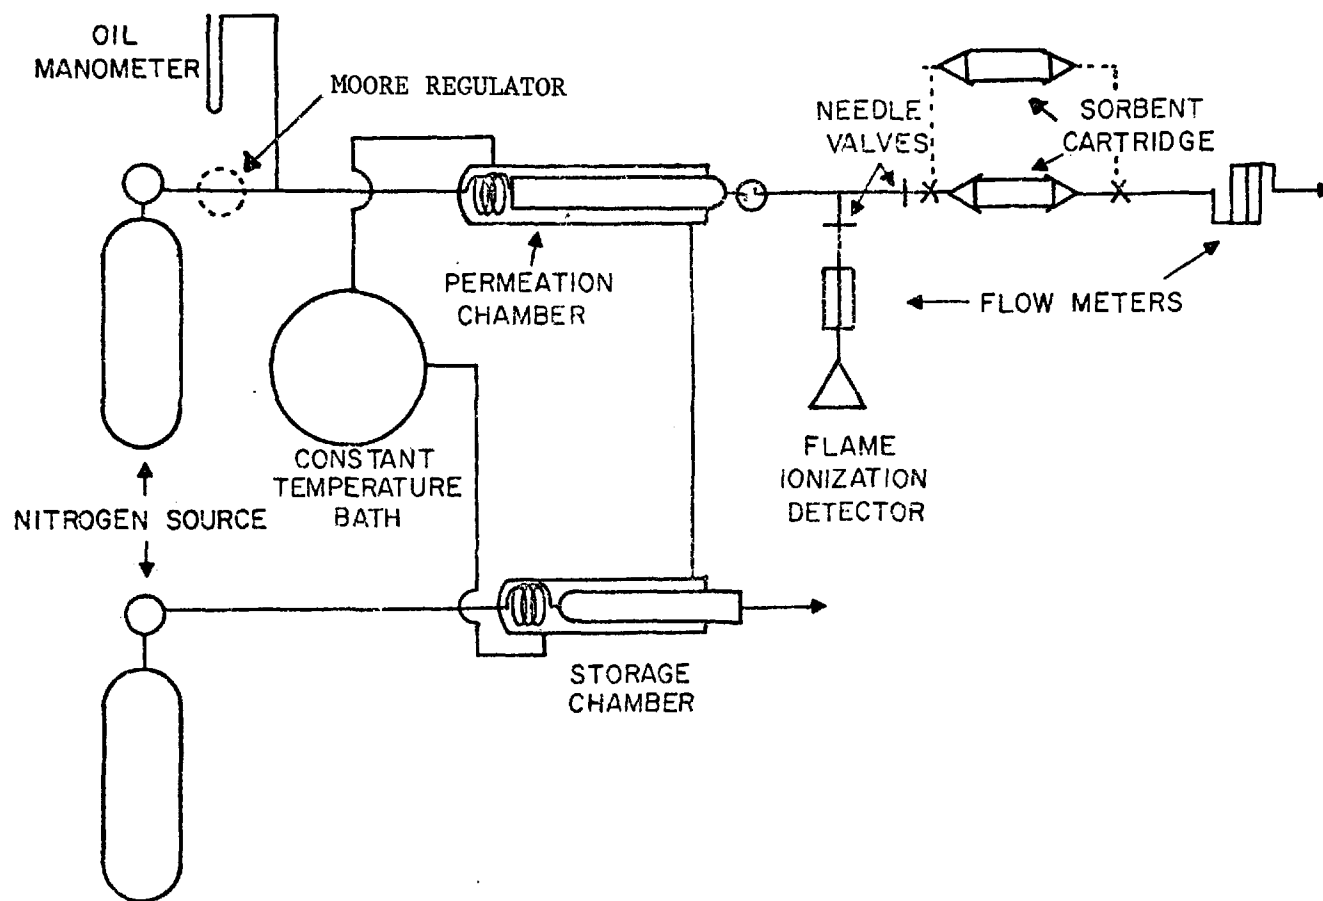 OIL
MANOMETER
MOORE REGULATOR
NEEDLE
VALVES
SORBENT
CARTRIDGE
PERMEATION
CHAMBER
FLOW METERS
CONSTANT
TEMPERATURE
BATH
FLAME
IONIZATION
DETECTOR
NITROGEN SOURCE
STORAGE
CHAMBER